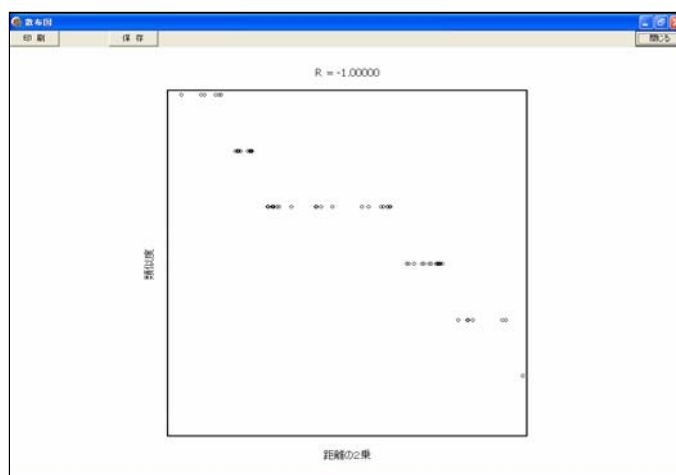 散布図
印刷 保存 閉じる
R = -1.00000
類似度
距離の2乗